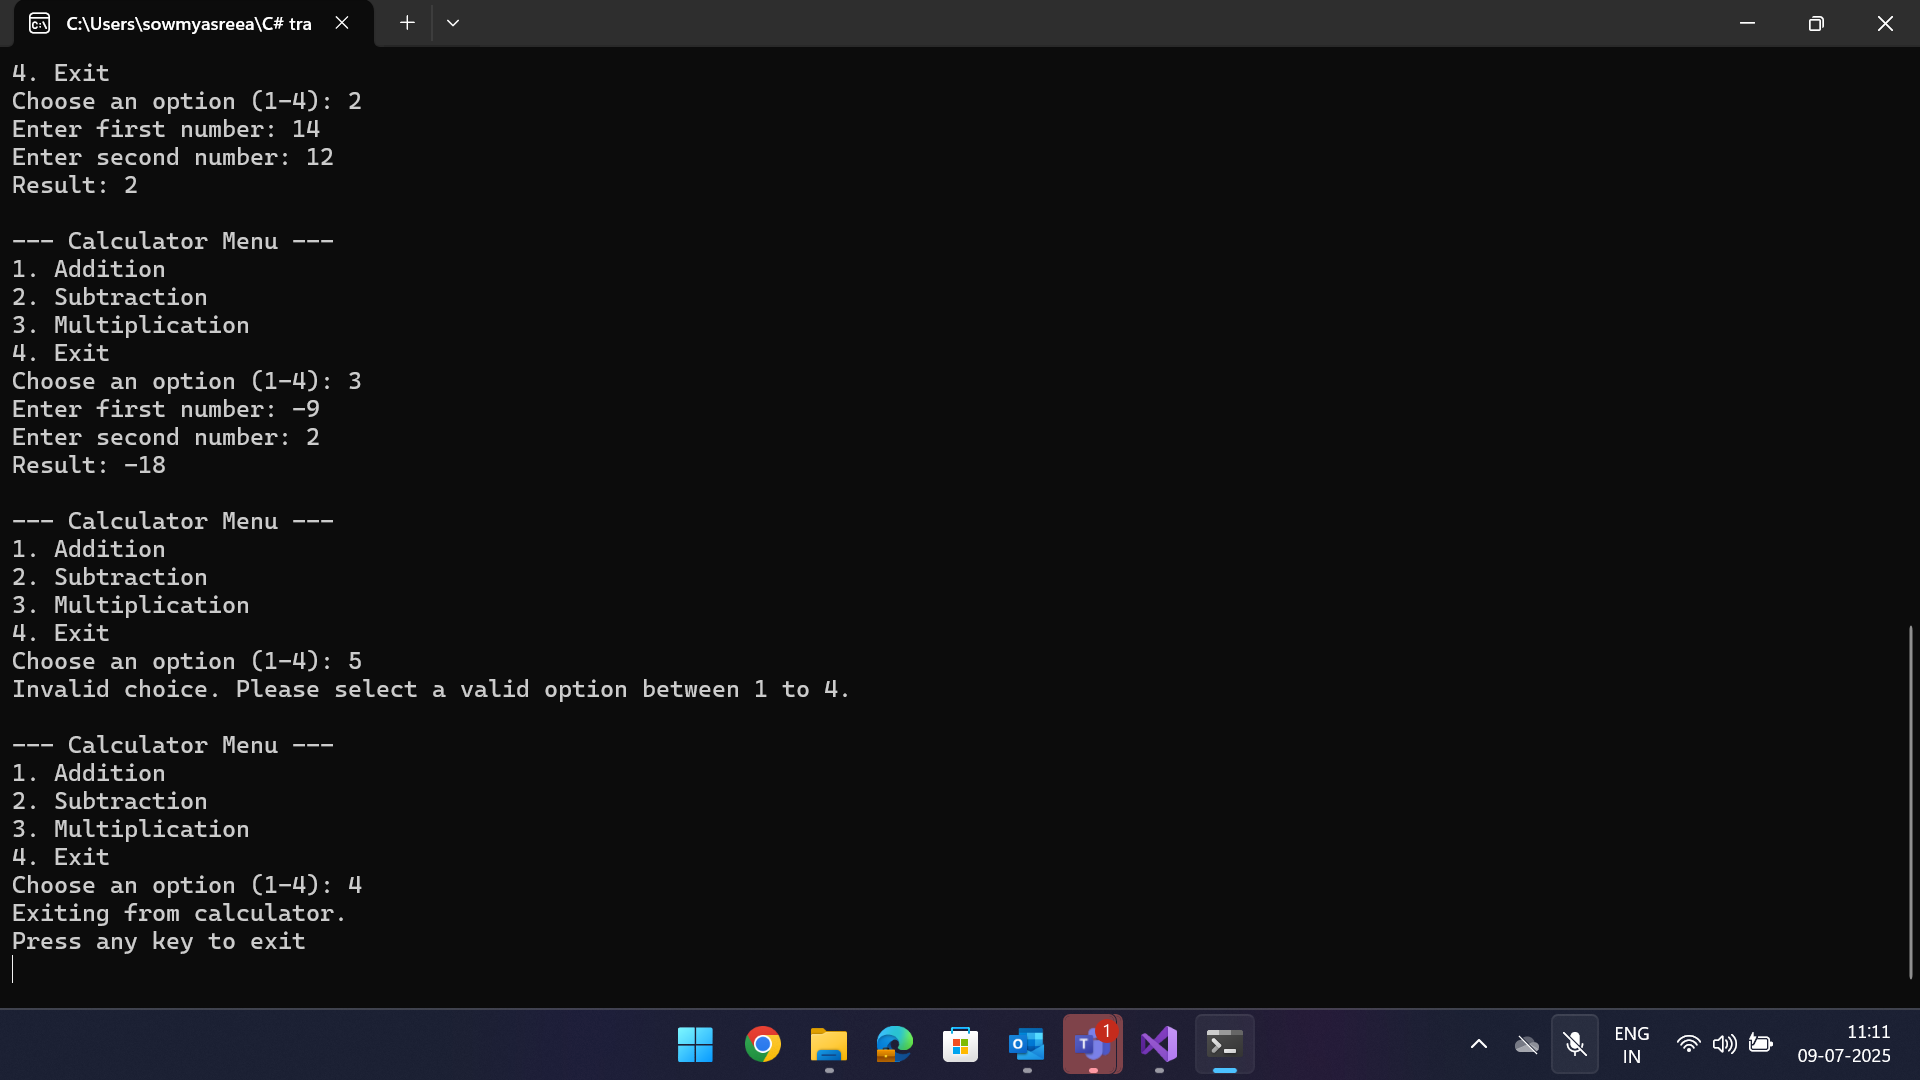 C:\Users\sowmyasreea\C# tra
4. Exit
Choose an option (1-4): 2
Enter first number: 14
Enter second number: 12
Result: 2
--- Calculator Menu ---
1. Addition
2. Subtraction
3. Multiplication
4. Exit
Choose an option (1-4): 3
Enter first number: -9
Enter second number: 2
Result: -18
--- Calculator Menu ---
1. Addition
2. Subtraction
3. Multiplication
4. Exit
Choose an option (1-4): 5
Invalid choice. Please select a valid option between 1 to 4.
--- Calculator Menu ---
1. Addition
2. Subtraction
3. Multiplication
4. Exit
Choose an option (1-4): 4
Exiting from calculator.
Press any key to exit
1
ENG
IN
11:11
09-07-2025